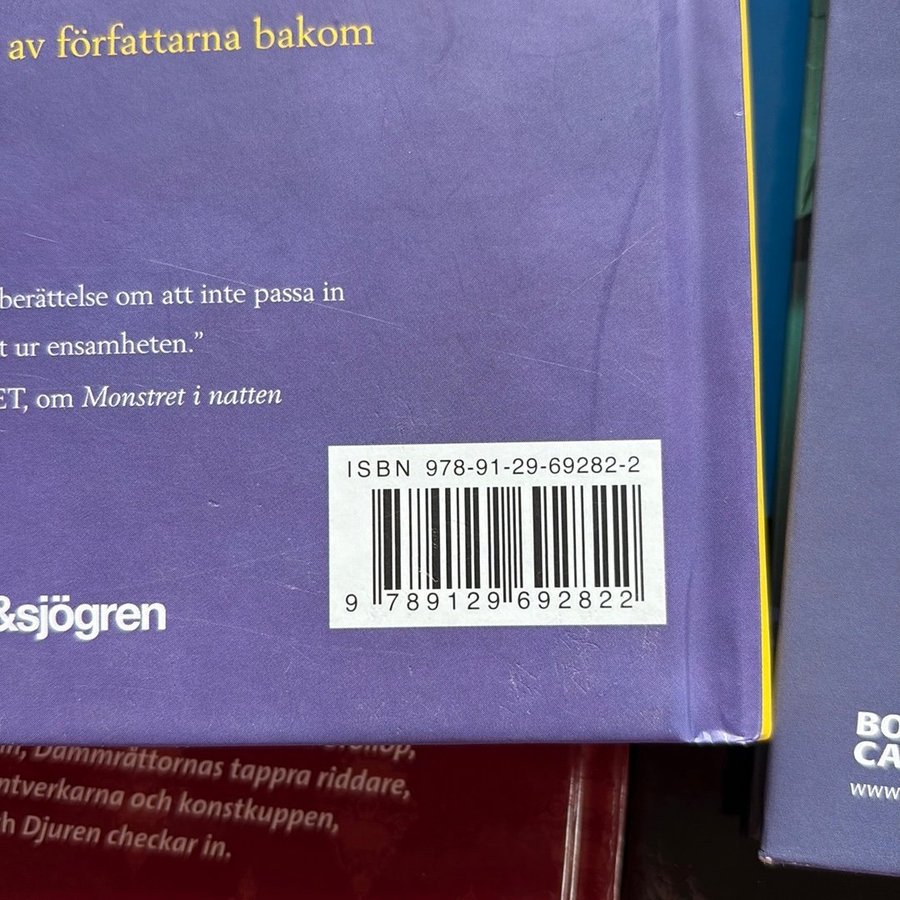 av författarna bakom
berättelse om att inte passa in
t ur ensamheten.”
ET, om Monstret i natten
ISBN 978-91-29-69282-2
9 789129 692822
&sjögren
Dammrättornas tappra riddare,
ntverkarna och konstkuppen,
h Djuren checkar in.
BO
CA
www